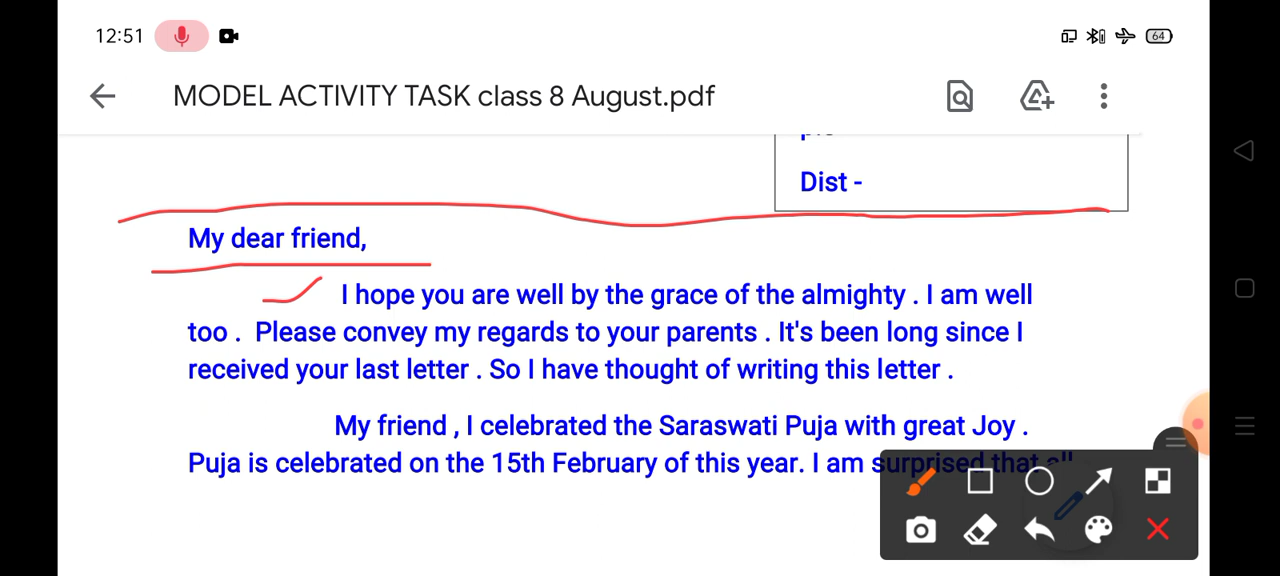 12:51
64
MODEL ACTIVITY TASK class 8 August.pdf
Dist -
My dear friend,
I hope you are well by the grace of the almighty . I am well
too . Please convey my regards to your parents . It's been long since I
received your last letter . So I have thought of writing this letter .
My friend , I celebrated the Saraswati Puja with great Joy .
Puja is celebrated on the 15th February of this year. I am surprised that all